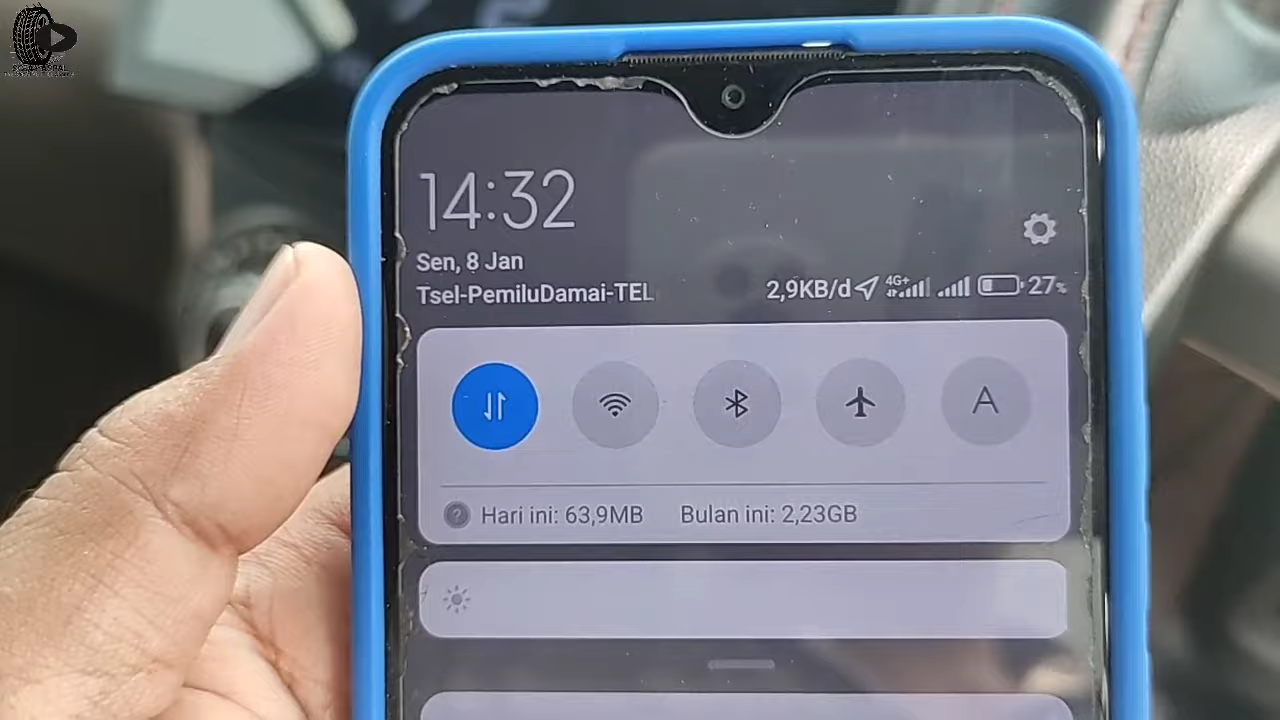 14:32
Sen, 8 Jan
Tsel-PemiluDamai-TEL
2,9KB/d 4G+ 27%
A
Hari ini: 63,9MB Bulan ini: 2,23GB